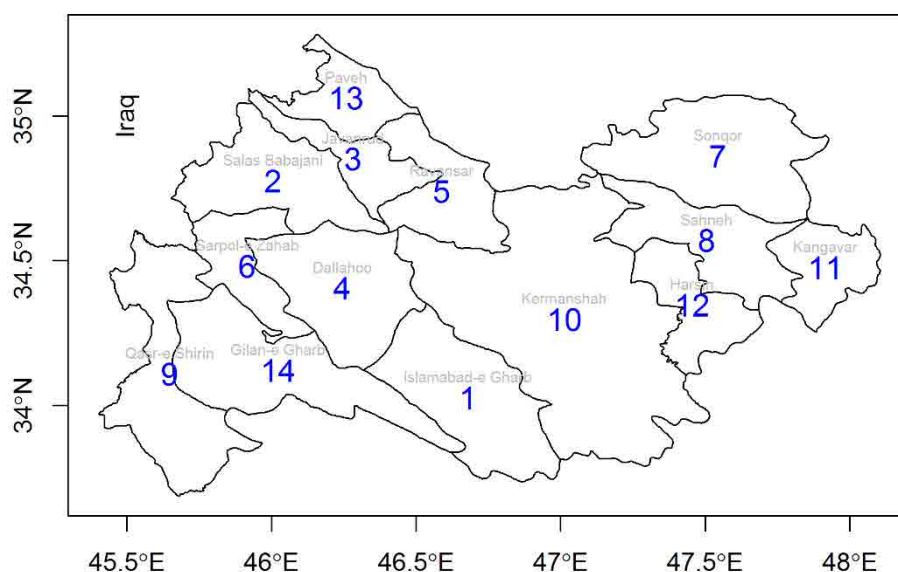 Paveh
13
35°N
Iraq
Javanrud
3
Sonqor
7
Salas Babajani
2
Ravansar
5
Sahneh
8
Sarpol-e Zahab
6
Kangavar
11
34.5°N
Dallahoo
4
Harsin
12
Kermanshah
10
Qasr-e Shirin
9
Gilan-e Gharb
14
Islamabad-e Gharb
1
34°N
45.5°E 46°E 46.5°E 47°E 47.5°E 48°E